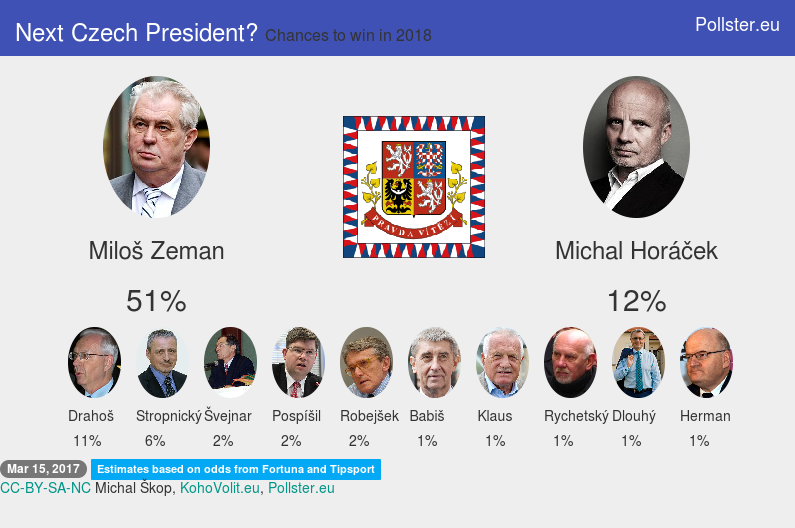 Next Czech President? Chances to win in 2018
Pollster.eu
PRAVDA VÍTĚZÍ
Miloš Zeman
Michal Horáček
51%
12%
Drahoš Stropnický Švejnar Pospíšil Robejšek Babiš Klaus Rychetský Dlouhý Herman
11% 6% 2% 2% 2% 1% 1% 1% 1% 1%
Mar 15, 2017 Estimates based on odds from Fortuna and Tipsport
CC-BY-SA-NC Michal Škop, KohoVolit.eu, Pollster.eu